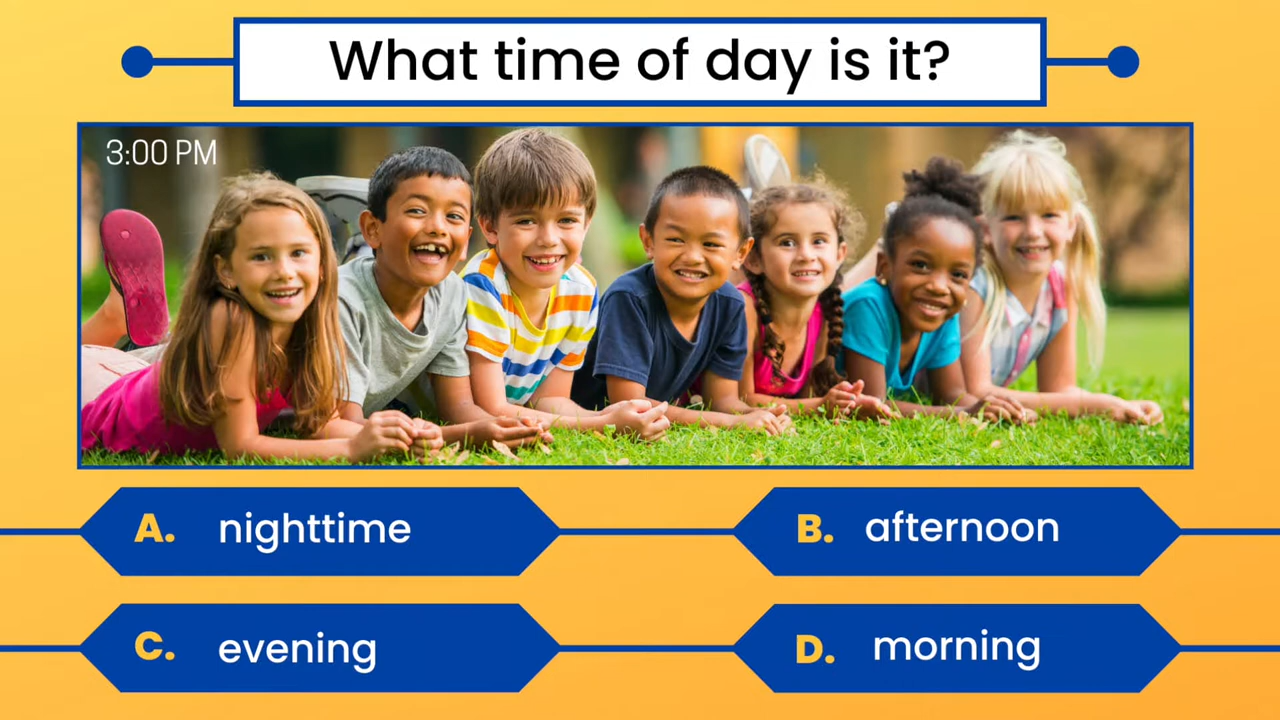 What time of day is it?
3:00 PM
A. nighttime
B. afternoon
C. evening
D. morning